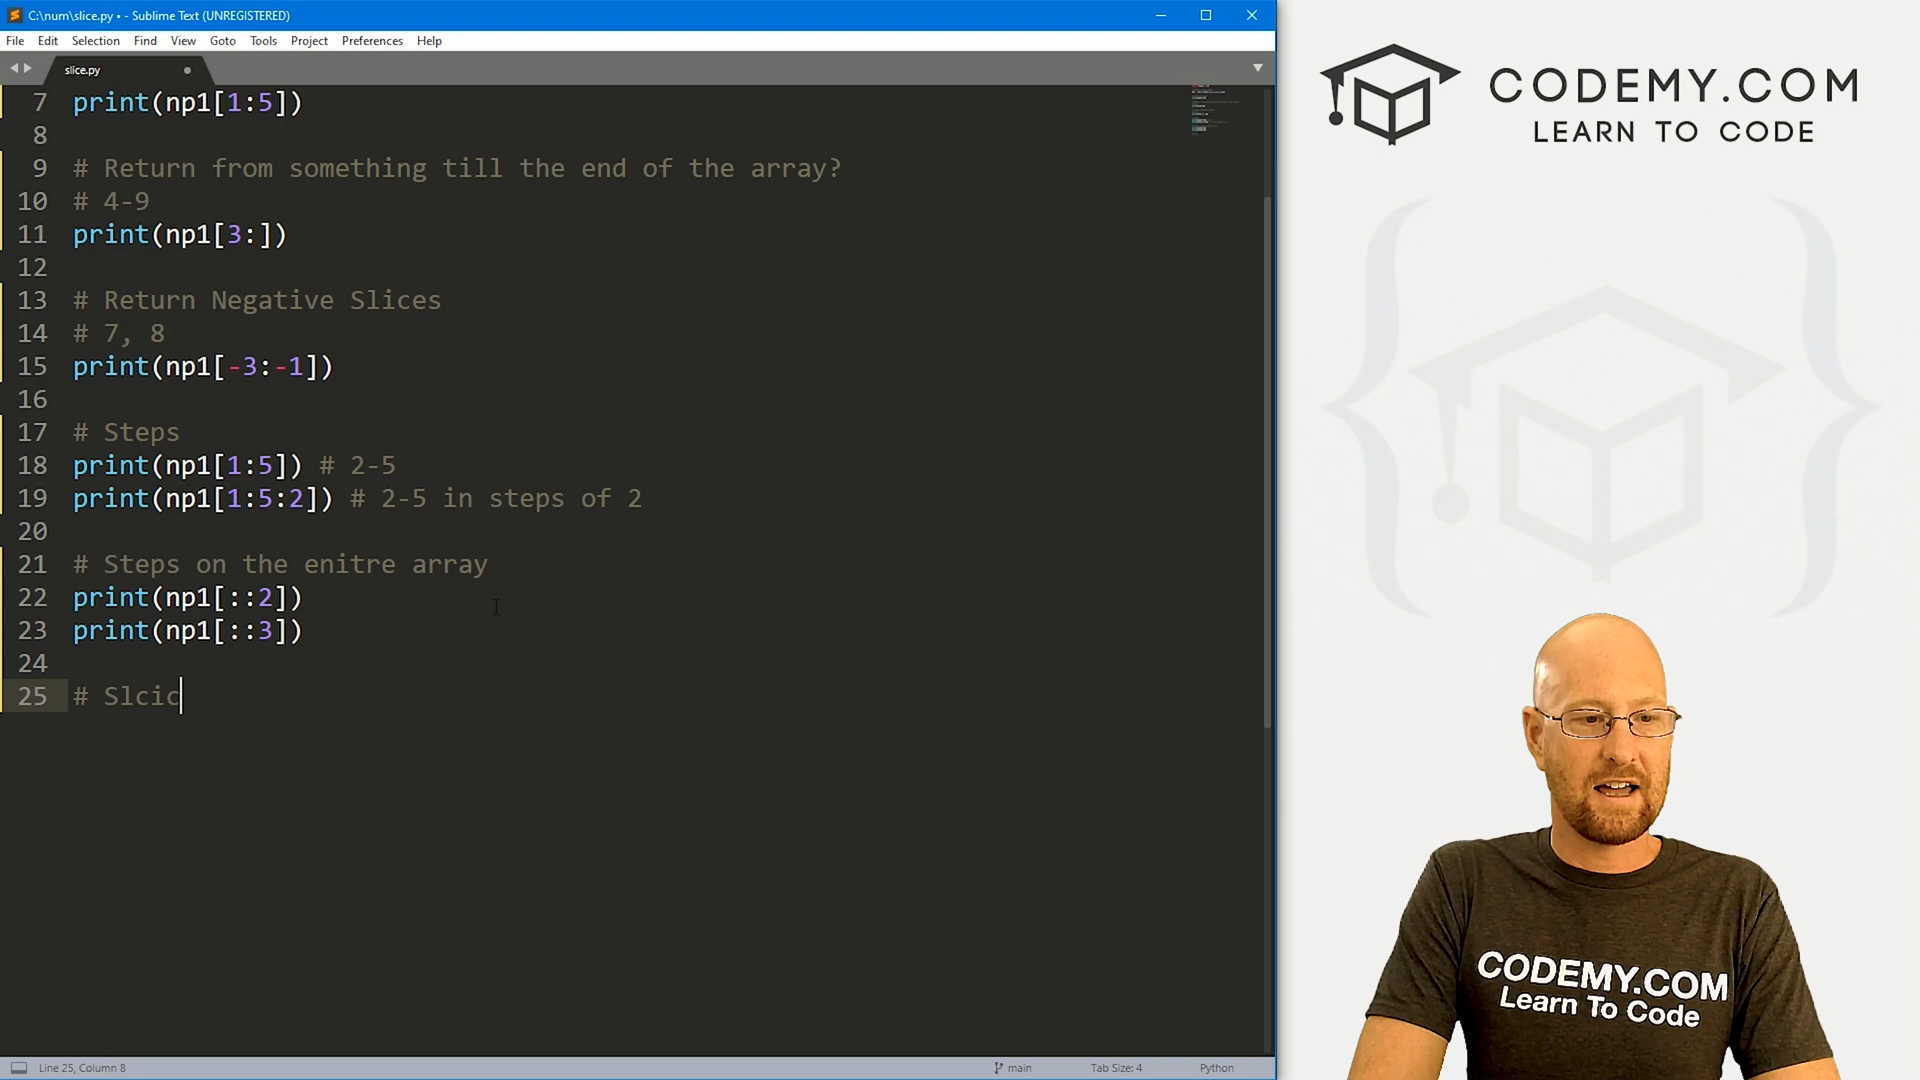 C:\num\slice.py • - Sublime Text (UNREGISTERED)
File Edit Selection Find View Goto Tools Project Preferences Help
slice.py
7 print(np1[1:5])
8
9 # Return from something till the end of the array?
10 # 4-9
11 print(np1[3:])
12
13 # Return Negative Slices
14 # 7, 8
15 print(np1[-3:-1])
16
17 # Steps
18 print(np1[1:5]) # 2-5
19 print(np1[1:5:2]) # 2-5 in steps of 2
20
21 # Steps on the enitre array
22 print(np1[::2])
23 print(np1[::3])
24
25 # Slcic
Line 25, Column 8
main
Tab Size: 4
Python
CODEMY.COM
LEARN TO CODE
CODEMY.COM
Learn To Code